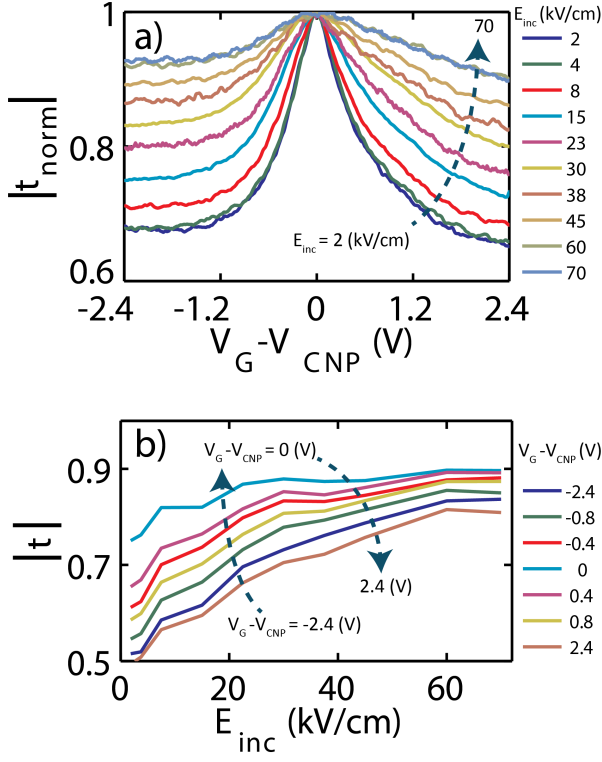 a)
1
0.8
0.6
|t_norm|
-2.4
-1.2
0
1.2
2.4
V_G-V_CNP (V)
70
E_inc = 2 (kV/cm)
E_inc (kV/cm)
2
4
8
15
23
30
38
45
60
70
b)
0.9
0.7
0.5
|t|
0
20
40
60
E_inc (kV/cm)
V_G-V_CNP = 0 (V)
2.4 (V)
V_G-V_CNP = -2.4 (V)
V_G-V_CNP (V)
-2.4
-0.8
-0.4
0
0.4
0.8
2.4